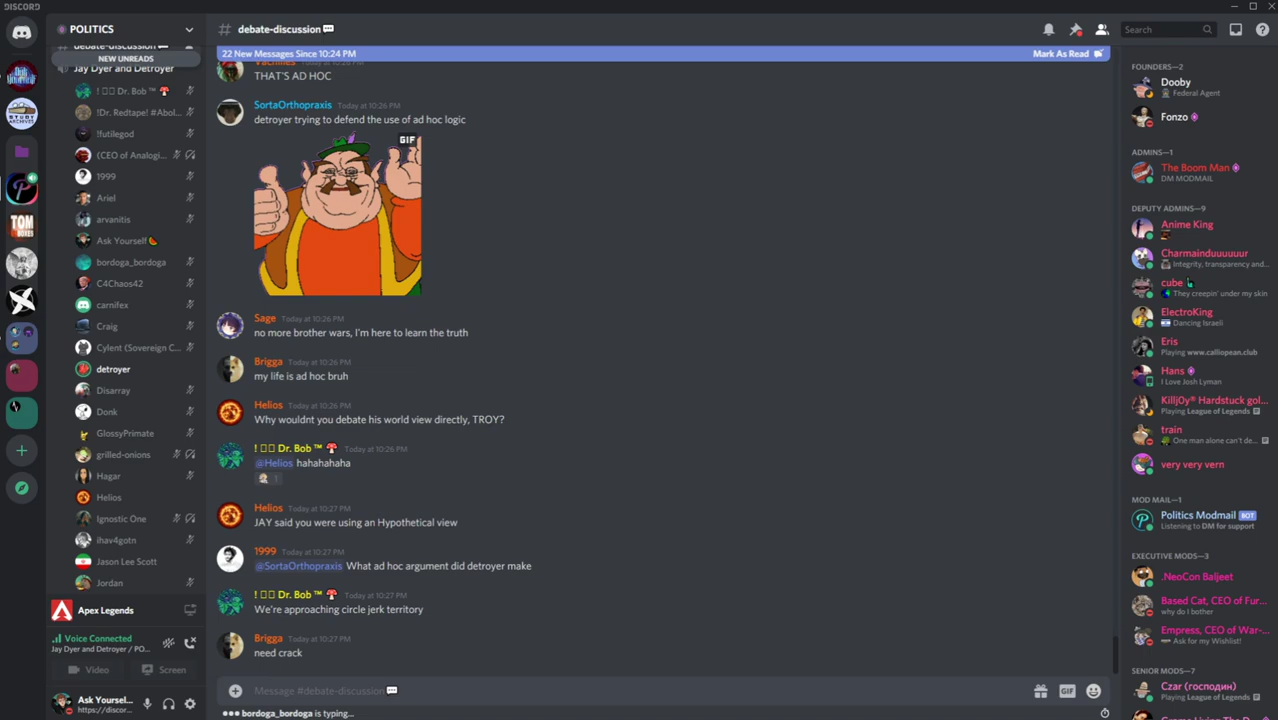 DISCORD
POLITICS
# debate-discussion
Search
debate-discussion
NEW UNREADS
Jay Dyer and Detroyer
! Dr. Bob ™
!Dr. Redtape! #Abol...
!futilegod
(CEO of Analogi...
1999
Ariel
arvanitis
Ask Yourself
bordoga_bordoga
C4Chaos42
carnifex
Craig
Cylent (Sovereign C...
detroyer
Disarray
Donk
GlossyPrimate
grilled-onions
Hagar
Helios
Ignostic One
ihav4gotn
Jason Lee Scott
Jordan
Apex Legends
Voice Connected
Jay Dyer and Detroyer / PO...
Video
Screen
Ask Yoursel...
https://discor...
22 New Messages Since 10:24 PM
Mark As Read
THAT'S AD HOC
SortaOrthopraxis Today at 10:26 PM
detroyer trying to defend the use of ad hoc logic
GIF
Sage Today at 10:26 PM
no more brother wars, I'm here to learn the truth
Brigga Today at 10:26 PM
my life is ad hoc bruh
Helios Today at 10:26 PM
Why wouldnt you debate his world view directly, TROY?
! Dr. Bob ™ Today at 10:26 PM
@Helios hahahahaha
1
Helios Today at 10:27 PM
JAY said you were using an Hypothetical view
1999 Today at 10:27 PM
@SortaOrthopraxis What ad hoc argument did detroyer make
! Dr. Bob ™ Today at 10:27 PM
We're approaching circle jerk territory
Brigga Today at 10:27 PM
need crack
Message #debate-discussion
GIF
bordoga_bordoga is typing...
FOUNDERS—2
Dooby
Federal Agent
Fonzo
ADMINS—1
The Boom Man
DM MODMAIL
DEPUTY ADMINS—9
Anime King
Charmainduuuuuur
Integrity, transparency and...
cube
They creepin' under my skin
ElectroKing
Dancing Israeli
Eris
Playing www.calliopean.club
Hans
I Love Josh Lyman
Killj0y® Hardstuck gol...
Playing League of Legends
train
One man alone can't de...
very very vern
MOD MAIL—1
Politics Modmail BOT
Listening to DM for support
EXECUTIVE MODS—3
.NeoCon Baljeet
Based Cat, CEO of Fur...
why do I bother
Empress, CEO of War-...
Ask for my Wishlist!
SENIOR MODS—7
Czar (господин)
Playing League of Legends